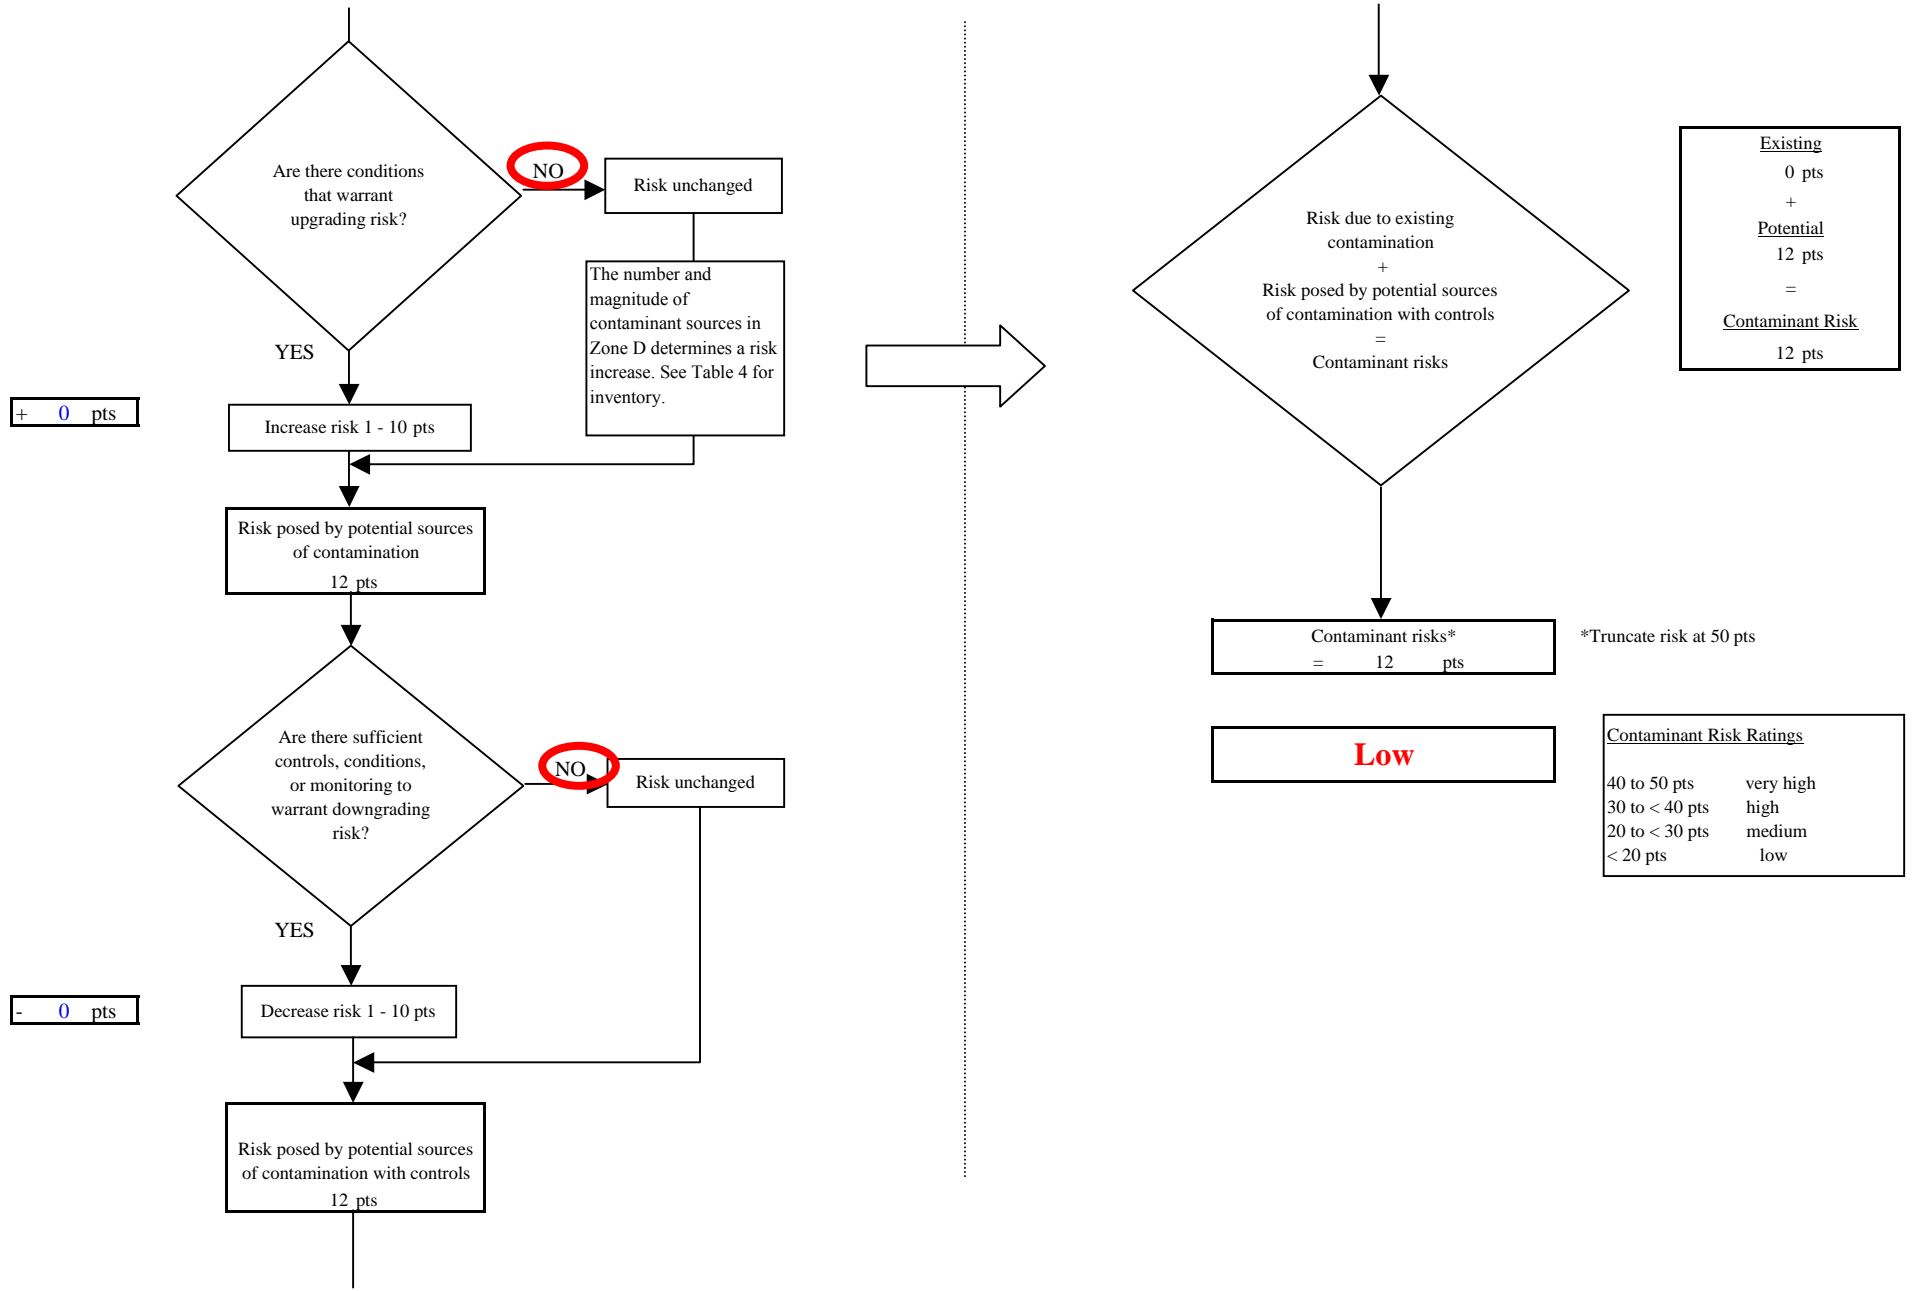 Are there conditions
that warrant
upgrading risk?
NO
Risk unchanged
The number and
magnitude of
contaminant sources in
Zone D determines a risk
increase. See Table 4 for
inventory.
YES
+ 0 pts
Increase risk 1 - 10 pts
Risk posed by potential sources
of contamination
12 pts
Are there sufficient
controls, conditions,
or monitoring to
warrant downgrading
risk?
NO
Risk unchanged
YES
- 0 pts
Decrease risk 1 - 10 pts
Risk posed by potential sources
of contamination with controls
12 pts
Risk due to existing
contamination
+
Risk posed by potential sources
of contamination with controls
=
Contaminant risks
Existing
0 pts
+
Potential
12 pts
=
Contaminant Risk
12 pts
Contaminant risks*
= 12 pts
*Truncate risk at 50 pts
Low
Contaminant Risk Ratings
40 to 50 pts very high
30 to < 40 pts high
20 to < 30 pts medium
< 20 pts low